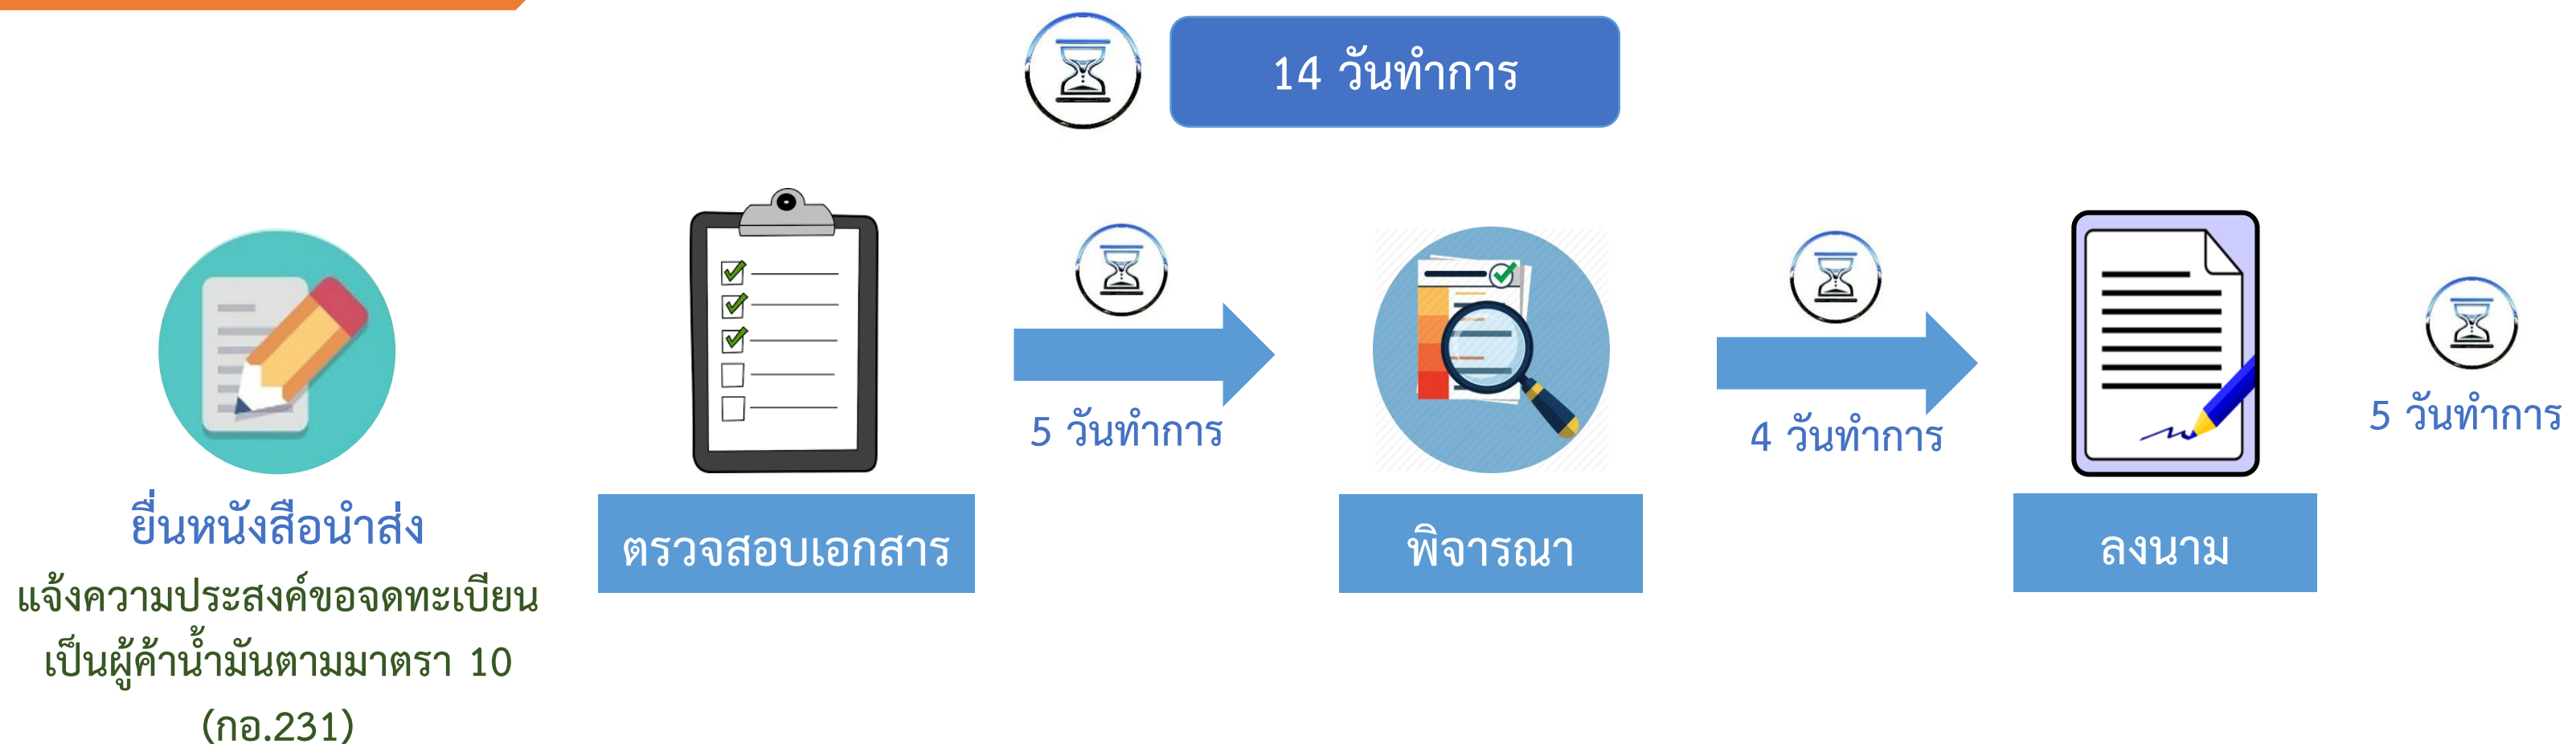 14 วันทำการ
5 วันทำการ
4 วันทำการ
5 วันทำการ
ยื่นหนังสือนำส่ง
แจ้งความประสงค์ขอจดทะเบียน
เป็นผู้ค้าน้ำมันตามมาตรา 10
(กอ.231)
ตรวจสอบเอกสาร
พิจารณา
ลงนาม